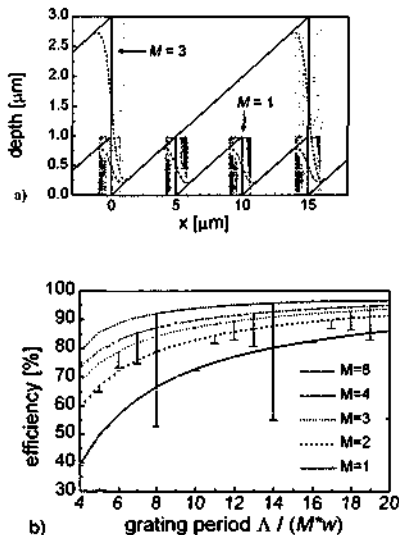 3.0
2.5
2.0
1.5
1.0
0.5
0.0
depth [μm]
M = 3
M = 1
0 5 10 15
x [μm]
a)
100
90
80
70
60
50
40
30
efficiency [%]
M=6
M=4
M=3
M=2
M=1
4 6 8 10 12 14 16 18 20
grating period Λ / (M*w)
b)